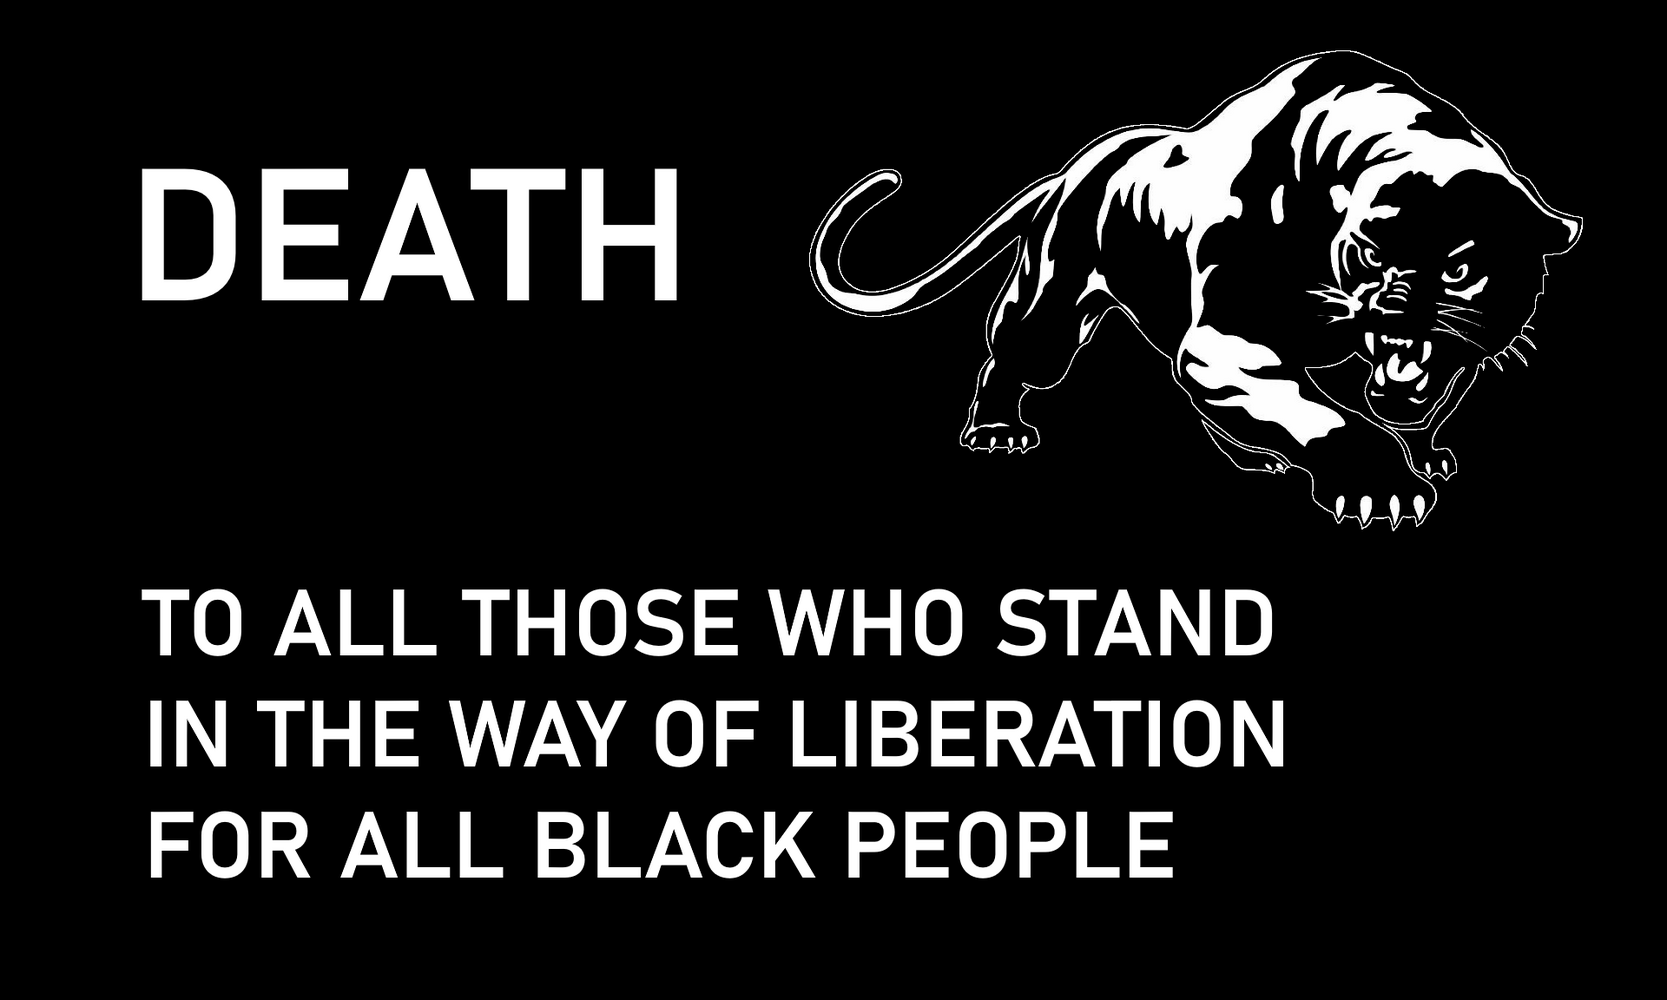 DEATH
TO ALL THOSE WHO STAND
IN THE WAY OF LIBERATION
FOR ALL BLACK PEOPLE